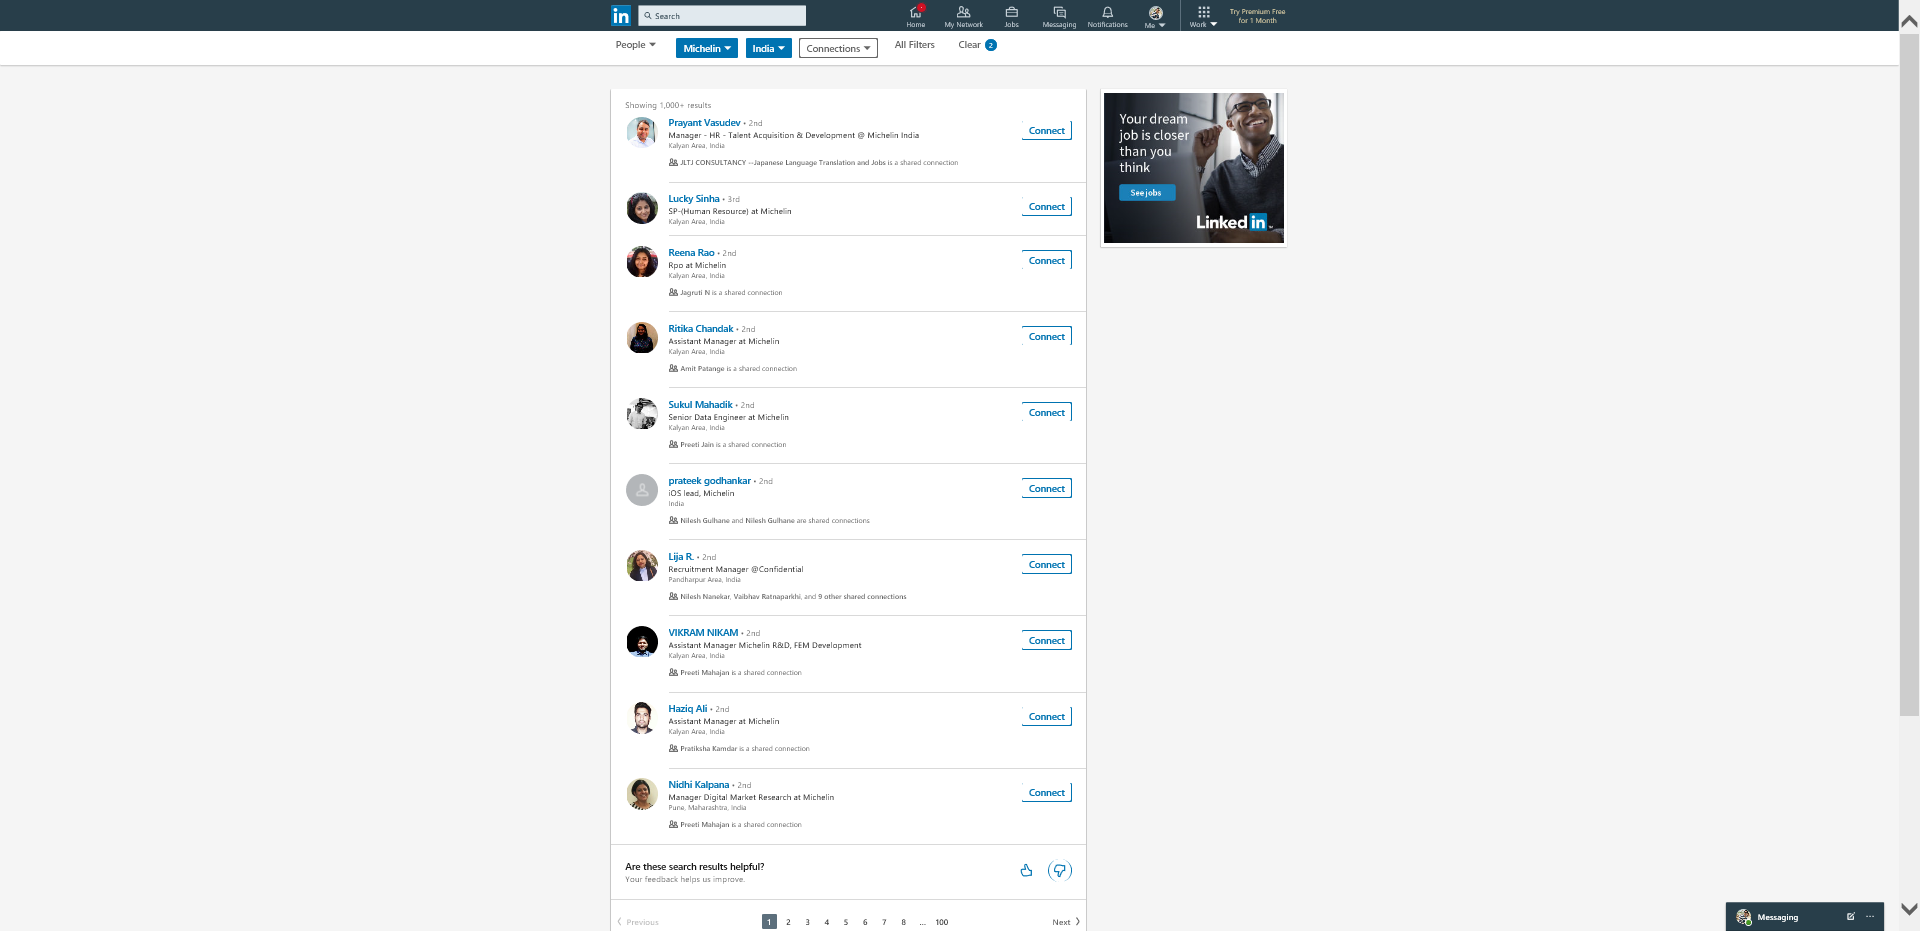 in
Search
Home
My Network
Jobs
Messaging
Notifications
Me
Work
Try Premium Free
for 1 Month
People
Michelin
India
Connections
All Filters
Clear 2
Showing 1,000+ results
Prayant Vasudev • 2nd
Manager - HR - Talent Acquisition & Development @ Michelin India
Kalyan Area, India
JLTJ CONSULTANCY --Japanese Language Translation and Jobs is a shared connection
Connect
Lucky Sinha • 3rd
SP-(Human Resource) at Michelin
Kalyan Area, India
Connect
Reena Rao • 2nd
Rpo at Michelin
Kalyan Area, India
Jagruti N is a shared connection
Connect
Ritika Chandak • 2nd
Assistant Manager at Michelin
Kalyan Area, India
Amit Patange is a shared connection
Connect
Sukul Mahadik • 2nd
Senior Data Engineer at Michelin
Kalyan Area, India
Preeti Jain is a shared connection
Connect
prateek godhankar • 2nd
iOS lead, Michelin
India
Nilesh Gulhane and Nilesh Gulhane are shared connections
Connect
Lija R. • 2nd
Recruitment Manager @Confidential
Pandharpur Area, India
Nilesh Nanekar, Vaibhav Ratnaparkhi, and 9 other shared connections
Connect
VIKRAM NIKAM • 2nd
Assistant Manager Michelin R&D, FEM Development
Kalyan Area, India
Preeti Mahajan is a shared connection
Connect
Haziq Ali • 2nd
Assistant Manager at Michelin
Kalyan Area, India
Pratiksha Kamdar is a shared connection
Connect
Nidhi Kalpana • 2nd
Manager Digital Market Research at Michelin
Pune, Maharashtra, India
Preeti Mahajan is a shared connection
Connect
Are these search results helpful?
Your feedback helps us improve.
Previous
1 2 3 4 5 6 7 8 ... 100
Next
Your dream
job is closer
than you
think
See jobs
Linked in
Messaging